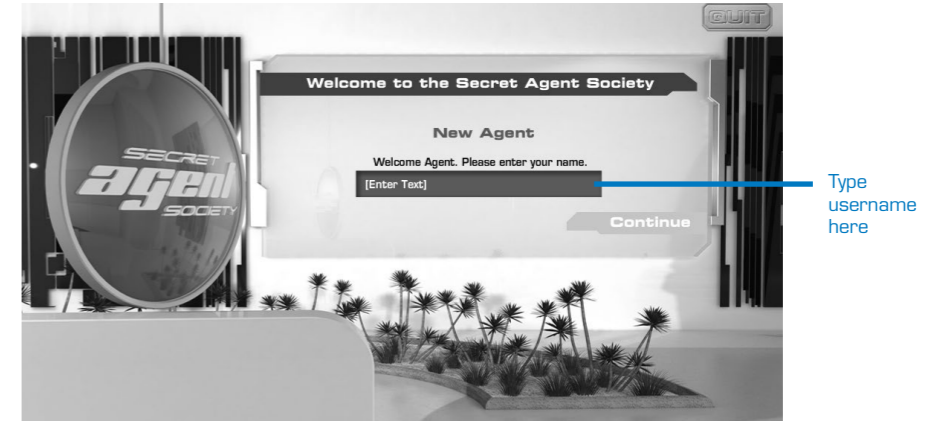 QUIT
Welcome to the Secret Agent Society
SECRET
agent
SOCIETY
New Agent
Welcome Agent. Please enter your name.
[Enter Text]
Type
username
here
Continue